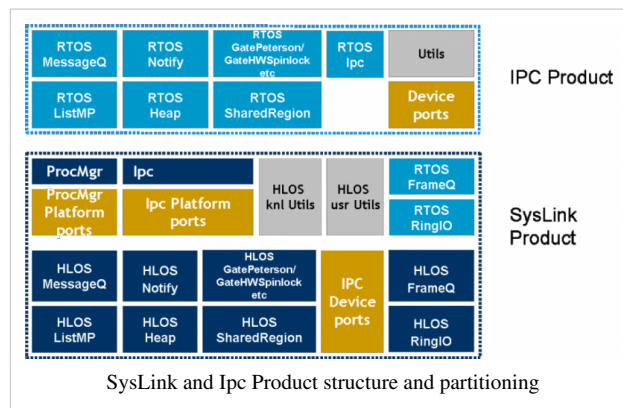 RTOS
MessageQ
RTOS
Notify
RTOS
GatePeterson/
GateHWSpinlock
etc
RTOS
Ipc
Utils
IPC Product
RTOS
ListMP
RTOS
Heap
RTOS
SharedRegion
Device
ports
ProcMgr
Ipc
HLOS
knl Utils
HLOS
usr Utils
RTOS
FrameQ
ProcMgr
Platform
ports
Ipc Platform
ports
RTOS
RingIO
SysLink
Product
HLOS
MessageQ
HLOS
Notify
HLOS
GatePeterson/
GateHWSpinlock
etc
IPC
Device
ports
HLOS
FrameQ
HLOS
ListMP
HLOS
Heap
HLOS
SharedRegion
HLOS
RingIO
SysLink and Ipc Product structure and partitioning